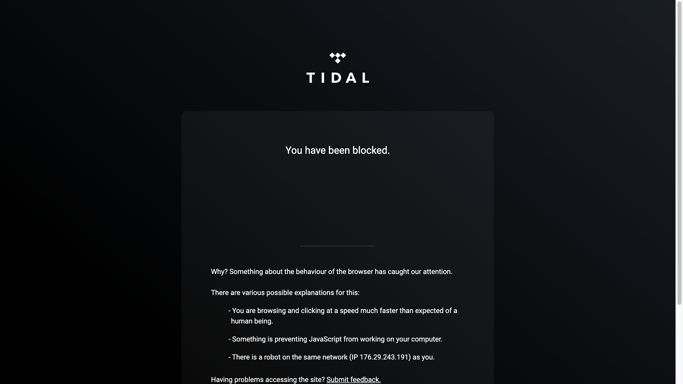 TIDAL
You have been blocked.
Why? Something about the behaviour of the browser has caught our attention.
There are various possible explanations for this:
- You are browsing and clicking at a speed much faster than expected of a
human being.
- Something is preventing JavaScript from working on your computer.
- There is a robot on the same network (IP 176.29.243.191) as you.
Having problems accessing the site? Submit feedback.